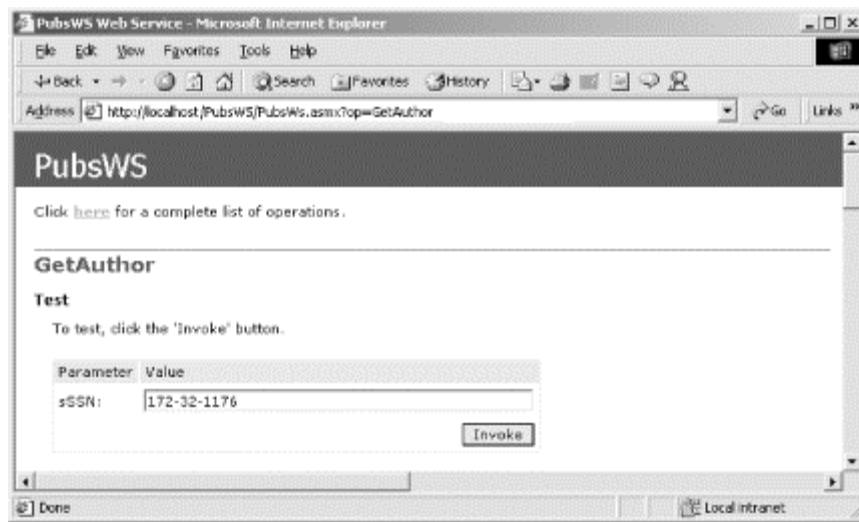 PubsWS Web Service - Microsoft Internet Explorer
File Edit View Favorites Tools Help
Back Search Favorites History
Address http://localhost/PubsWS/PubsWs.asmx?op=GetAuthor Go Links »
PubsWS
Click here for a complete list of operations.
GetAuthor
Test
To test, click the 'Invoke' button.
Parameter Value
sSSN: 172-32-1176
Invoke
Done Local intranet